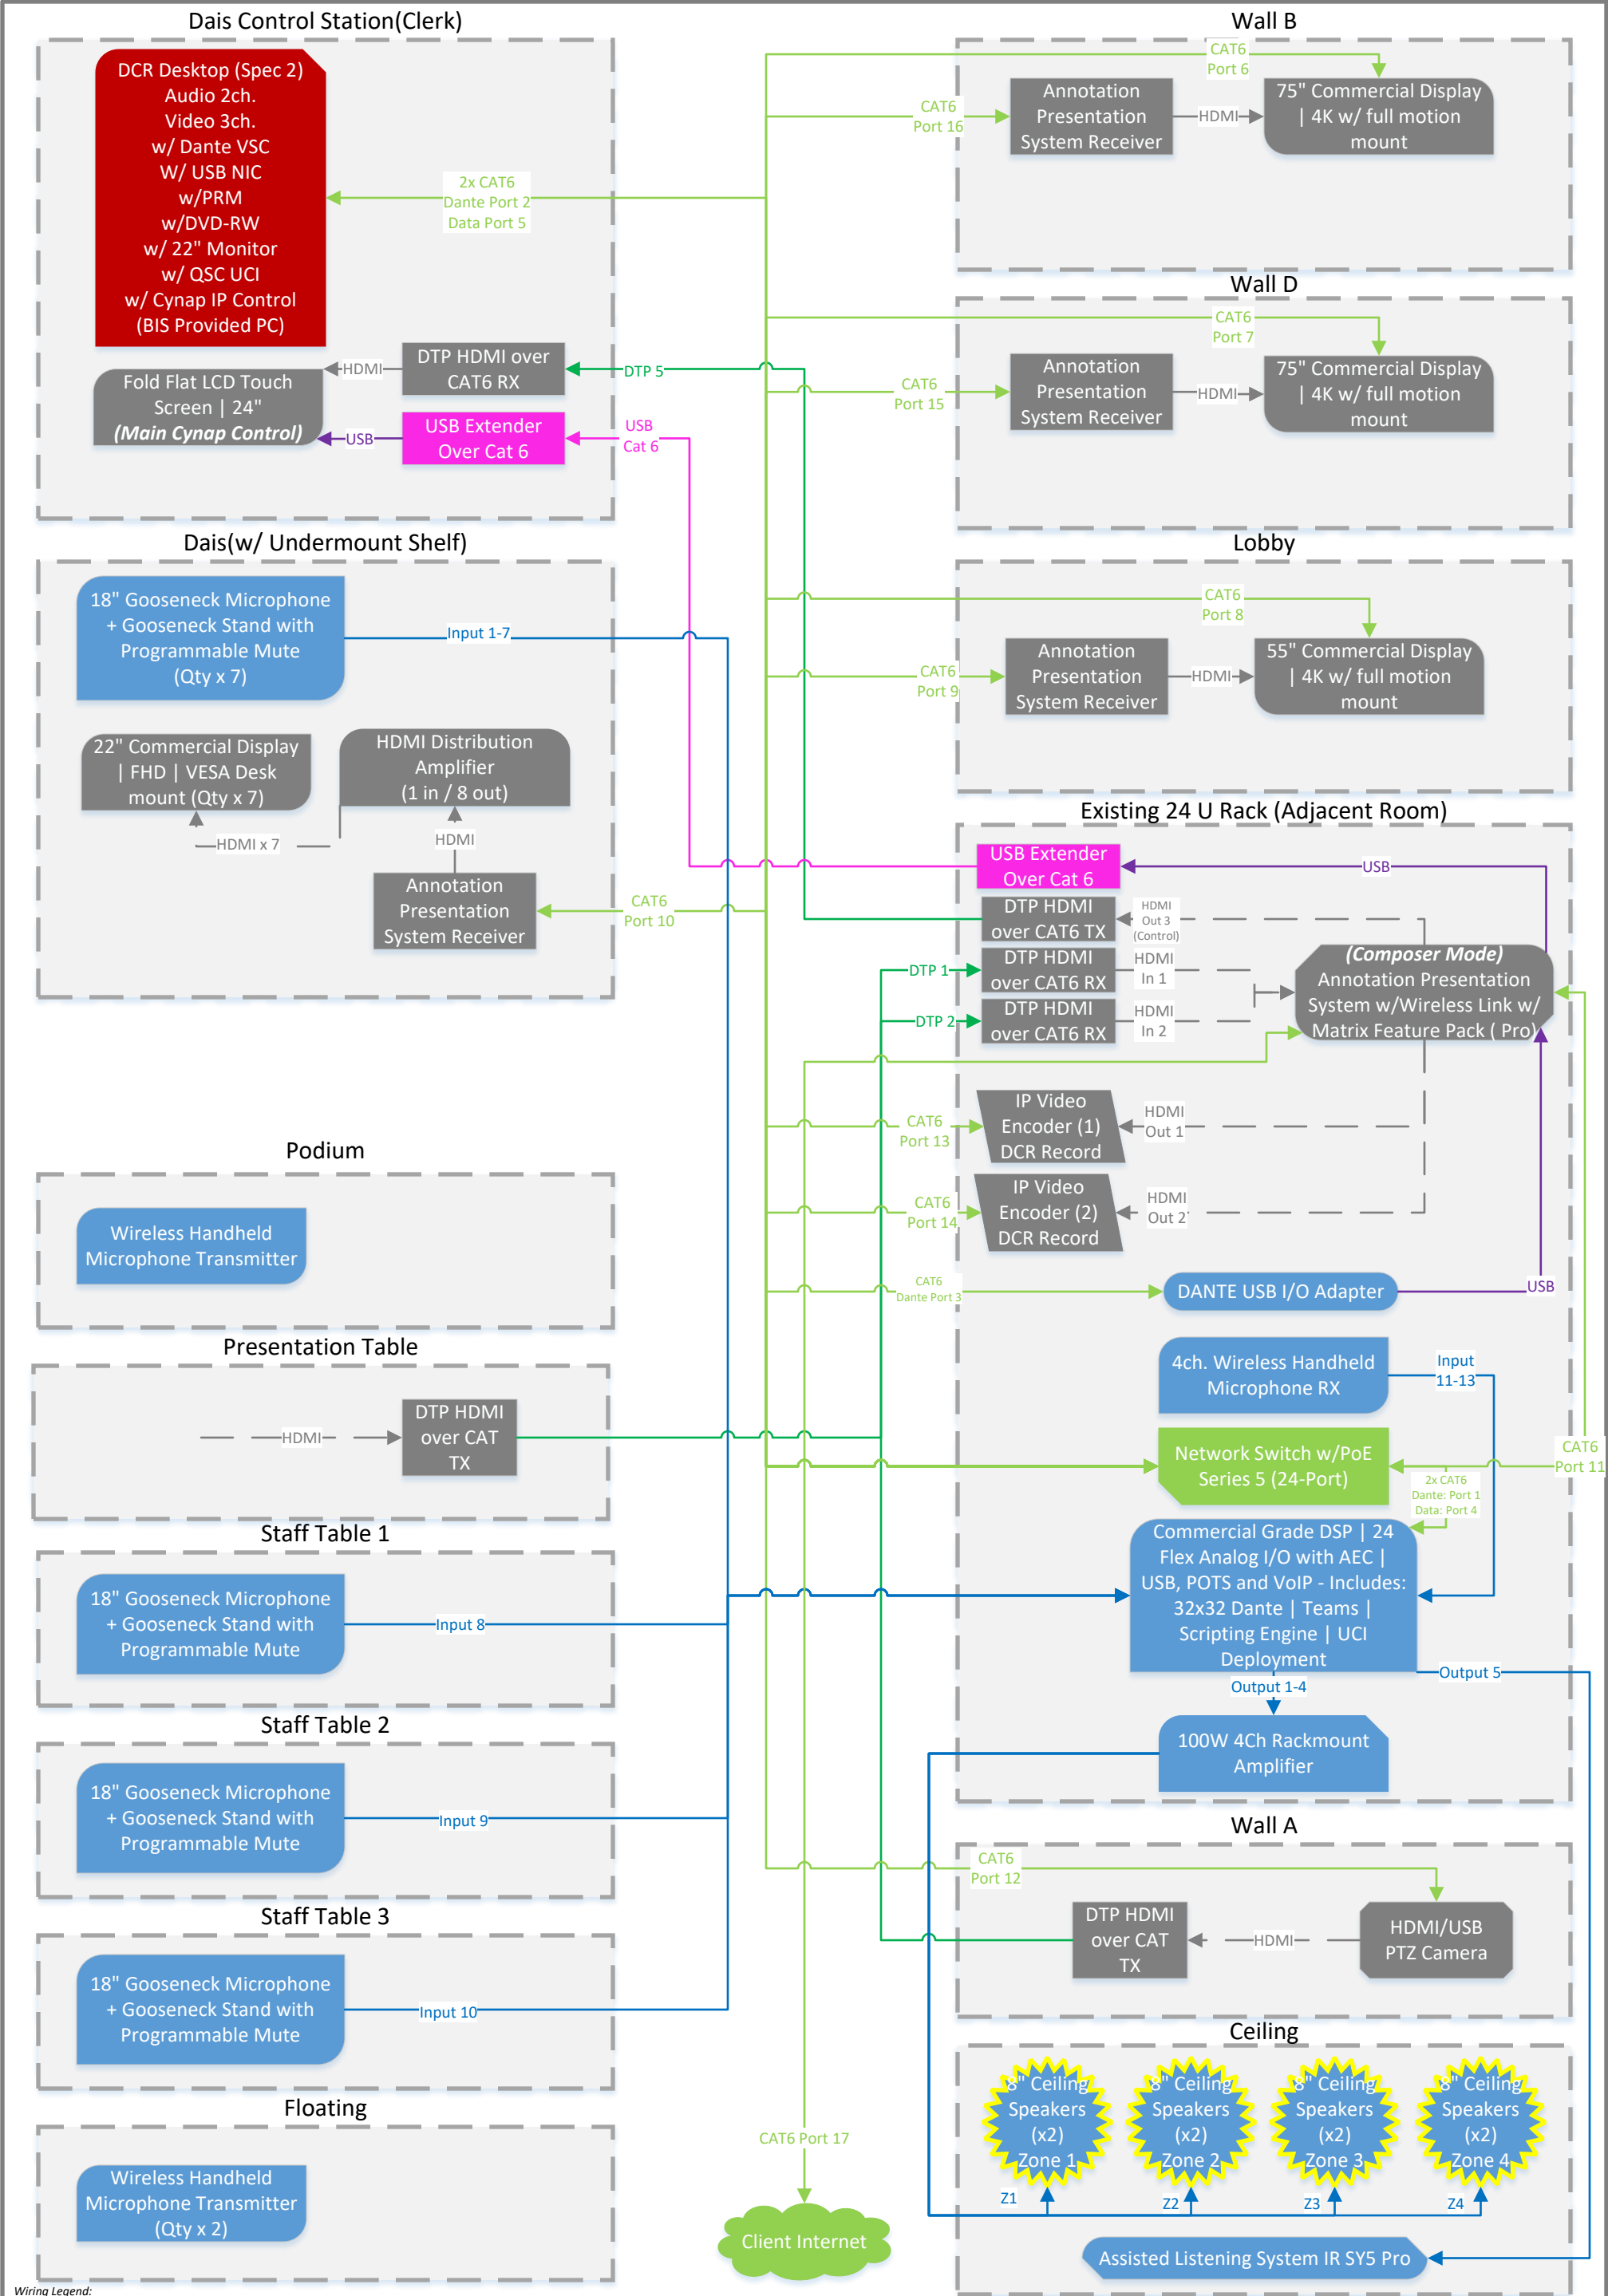 Dais Control Station(Clerk)
DCR Desktop (Spec 2)
Audio 2ch.
Video 3ch.
w/ Dante VSC
W/ USB NIC
w/PRM
w/DVD-RW
w/ 22" Monitor
w/ QSC UCI
w/ Cynap IP Control
(BIS Provided PC)
2x CAT6
Dante Port 2
Data Port 5
Fold Flat LCD Touch
Screen | 24"
(Main Cynap Control)
HDMI
DTP HDMI over
CAT6 RX
DTP 5
USB
USB Extender
Over Cat 6
USB
Cat 6
Dais(w/ Undermount Shelf)
18" Gooseneck Microphone
+ Gooseneck Stand with
Programmable Mute
(Qty x 7)
Input 1-7
22" Commercial Display
| FHD | VESA Desk
mount (Qty x 7)
HDMI Distribution
Amplifier
(1 in / 8 out)
HDMI x 7
HDMI
Annotation
Presentation
System Receiver
CAT6
Port 10
Podium
Wireless Handheld
Microphone Transmitter
Presentation Table
HDMI
DTP HDMI
over CAT
TX
Staff Table 1
18" Gooseneck Microphone
+ Gooseneck Stand with
Programmable Mute
Input 8
Staff Table 2
18" Gooseneck Microphone
+ Gooseneck Stand with
Programmable Mute
Input 9
Staff Table 3
18" Gooseneck Microphone
+ Gooseneck Stand with
Programmable Mute
Input 10
Floating
Wireless Handheld
Microphone Transmitter
(Qty x 2)
Wiring Legend:
CAT6 Port 17
Client Internet
Wall B
CAT6
Port 6
CAT6
Port 16
Annotation
Presentation
System Receiver
HDMI
75" Commercial Display
| 4K w/ full motion
mount
Wall D
CAT6
Port 7
CAT6
Port 15
Annotation
Presentation
System Receiver
HDMI
75" Commercial Display
| 4K w/ full motion
mount
Lobby
CAT6
Port 8
CAT6
Port 9
Annotation
Presentation
System Receiver
HDMI
55" Commercial Display
| 4K w/ full motion
mount
Existing 24 U Rack (Adjacent Room)
USB Extender
Over Cat 6
USB
DTP HDMI
over CAT6 TX
HDMI
Out 3
(Control)
DTP 1
DTP HDMI
over CAT6 RX
HDMI
In 1
DTP 2
DTP HDMI
over CAT6 RX
HDMI
In 2
(Composer Mode)
Annotation Presentation
System w/Wireless Link w/
Matrix Feature Pack ( Pro)
CAT6
Port 13
IP Video
Encoder (1)
DCR Record
HDMI
Out 1
CAT6
Port 14
IP Video
Encoder (2)
DCR Record
HDMI
Out 2
CAT6
Dante Port 3
DANTE USB I/O Adapter
USB
4ch. Wireless Handheld
Microphone RX
Input
11-13
Network Switch w/PoE
Series 5 (24-Port)
CAT6
Port 11
2x CAT6
Dante: Port 1
Data: Port 4
Commercial Grade DSP | 24
Flex Analog I/O with AEC |
USB, POTS and VoIP - Includes:
32x32 Dante | Teams |
Scripting Engine | UCI
Deployment
Output 5
Output 1-4
100W 4Ch Rackmount
Amplifier
Wall A
CAT6
Port 12
DTP HDMI
over CAT
TX
HDMI
HDMI/USB
PTZ Camera
Ceiling
8" Ceiling
Speakers
(x2)
Zone 1
8" Ceiling
Speakers
(x2)
Zone 2
8" Ceiling
Speakers
(x2)
Zone 3
8" Ceiling
Speakers
(x2)
Zone 4
Z1
Z2
Z3
Z4
Assisted Listening System IR SY5 Pro